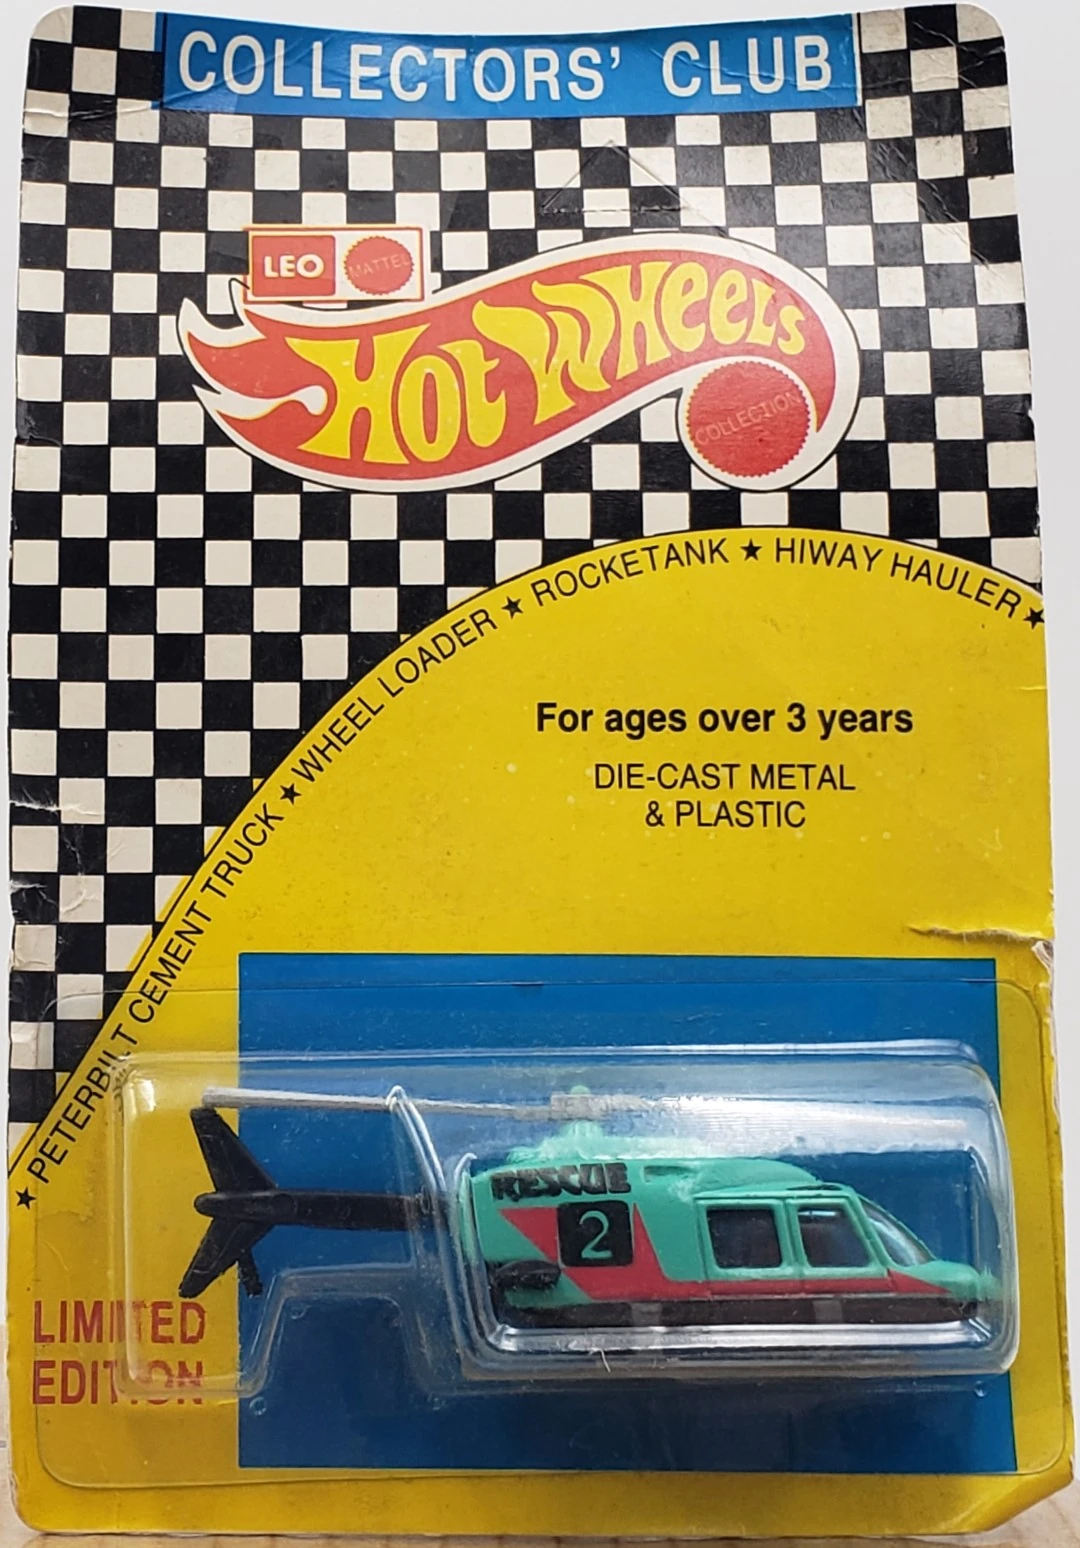 COLLECTORS' CLUB
LEO
MATTEL
HOT WHEELS
COLLECTION
★ PETERBILT CEMENT TRUCK ★ WHEEL LOADER ★ ROCKETANK ★ HIWAY HAULER ★
For ages over 3 years
DIE-CAST METAL
& PLASTIC
RESCUE
2
LIMITED
EDITION